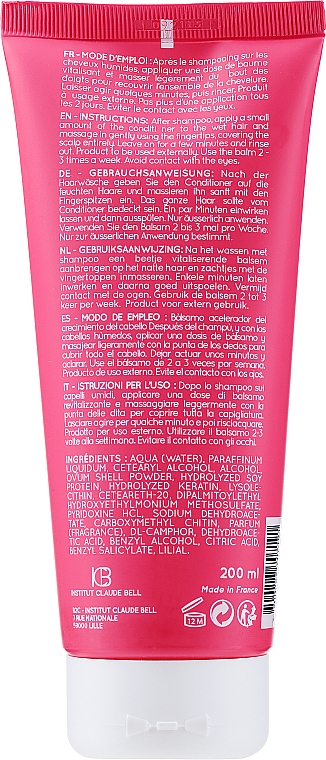 FR - MODE D'EMPLOI : Après le shampooing sur les
cheveux humides, appliquer une dose de baume
vitalisant et masser légèrement du bout des
doigts pour recouvrir l'ensemble de la chevelure.
Laisser agir quelques minutes, puis rincer. Produit
à usage externe. Pas plus d'une application tous
les 2 jours. Eviter le contact avec les yeux.
EN - INSTRUCTIONS: After shampoo, apply a small
amount of the conditi ner to the wet hair and
massage in gently using the fingertips, covering the
scalp entirely. Leave on for a few minutes and rinse
out. Product to be used externally. Use the balm 2 -
3 times a week. Avoid contact with the eyes.
DE - GEBRAUCHSANWEISUNG: Nach der
Haarwäsche geben Sie den Conditioner auf die
feuchten Haare und massieren ihn sanft mit den
Fingerspitzen ein. Das ganze Haar sollte vom
Conditioner bedeckt sein. Ein par Minuten einwirken
lassen und darin ausspülen. Nur äusserlich anwenden.
Verwenden Sie den Balsam 2 bis 3 mal pro Woche.
Nur zur äusserlichen Anwendung bestimmt.
NL - GEBRUIKSAANWIJZING: Na het wassen met
shampoo een beetje vitaliserende balsem
aanbrengen op het natte haar en zachtjes met de
vingertoppen inmasseren. Enkele minuten laten
inwerken en daarna goed uitspoelen. Vermijd
contact met de ogen. Gebruik de balsem 2 tot 3
keer per week. Product voor extern gebruik.
ES - MODO DE EMPLEO : Bálsamo acelerador del
crecimiento del cabello Después del champú, y con los
cabellos húmedos, aplicar una dosis de bálsamo y
masajear ligeramente con la punta de los dedos para
cubrir todo el cabello. Dejar actuar unos minutos y
aclarar. Use el bálsamo de 2 a 3 veces por semana.
Producto de uso externo. Evite el contacto con los ojos.
IT - ISTRUZIONI PER L'USO : Dopo lo shampoo sui
capelli umidi, applicare una dose di balsamo
revitalizzante e massaggiare leggermente con la
punta delle dita per coprire tutta la capigliatura.
Lasciare agire per qualche minuto e poi risciacquare.
Prodotto per uso esterno. Utilizzare il balsamo 2-3
volte alla settimana. Evitare il contatto con gli occhi.
INGRÉDIENTS: AQUA (WATER), PARAFFINUM
LIQUIDUM, CETEARYL ALCOHOL, ALCOHOL,
OVUM SHELL POWDER, HYDROLYZED SOY
PROTEIN, HYDROLYZED KERATIN, LYSOLE-
CITHIN, CETEARETH-20, DIPALMITOYLETHYL
HYDROXYETHYLMONIUM METHOSULFATE,
PYRIDOXINE HCL, SODIUM DEHYDROACE-
TATE, CARBOXYMETHYL CHITIN, PARFUM
(FRAGRANCE), DL-CAMPHOR, DEHYDROACE-
TIC ACID, BENZYL ALCOHOL, CITRIC ACID,
BENZYL SALICYLATE, LILIAL.
ICB
INSTITUT CLAUDE BELL
200 ml
Made in France
12 M
ICB - INSTITUT CLAUDE BELL
7 RUE NATIONALE
59000 LILLE